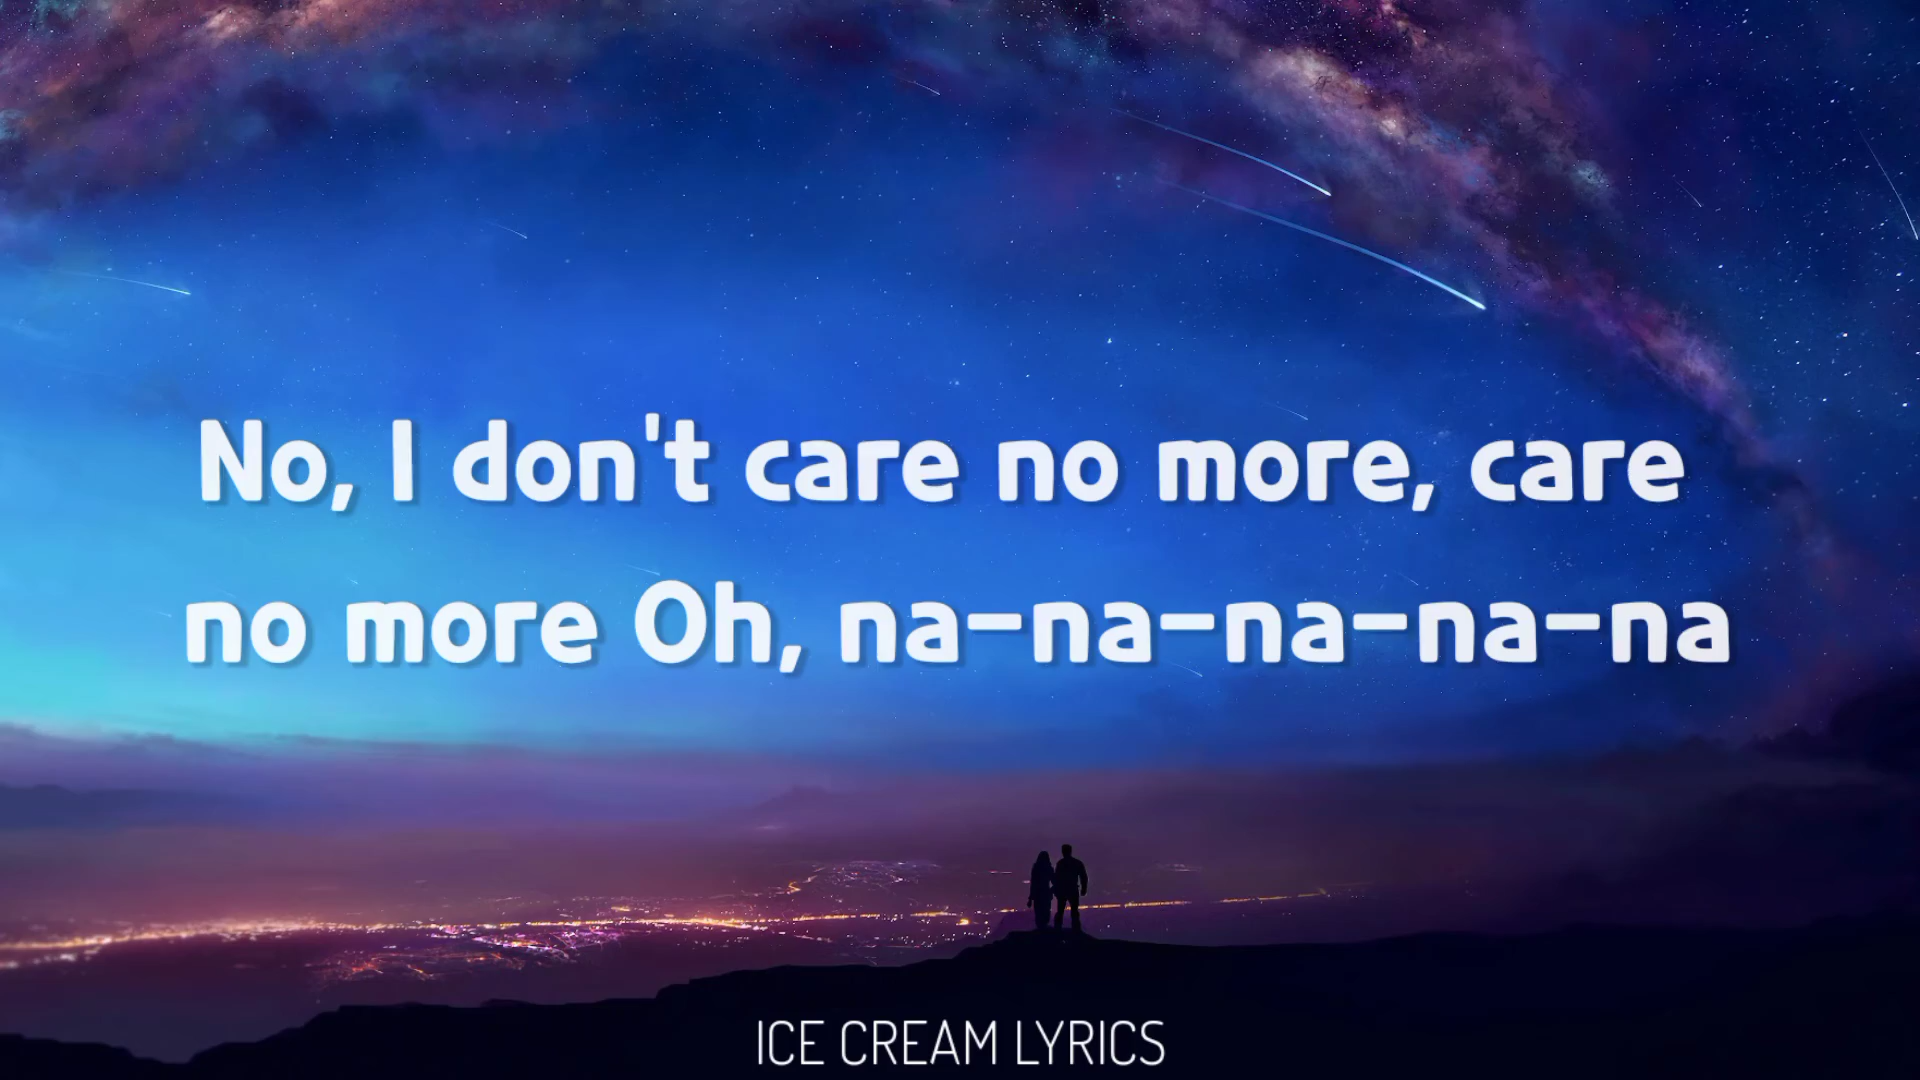 No, I don't care no more, care
no more Oh, na-na-na-na-na
ICE CREAM LYRICS